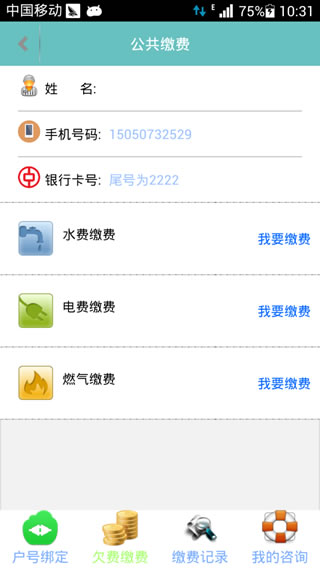 中国移动 E 75% 10:31
公共缴费
姓 名:
手机号码: 15050732529
银行卡号: 尾号为2222
水费缴费 我要缴费
电费缴费 我要缴费
燃气缴费 我要缴费
户号绑定 欠费缴费 缴费记录 我的咨询